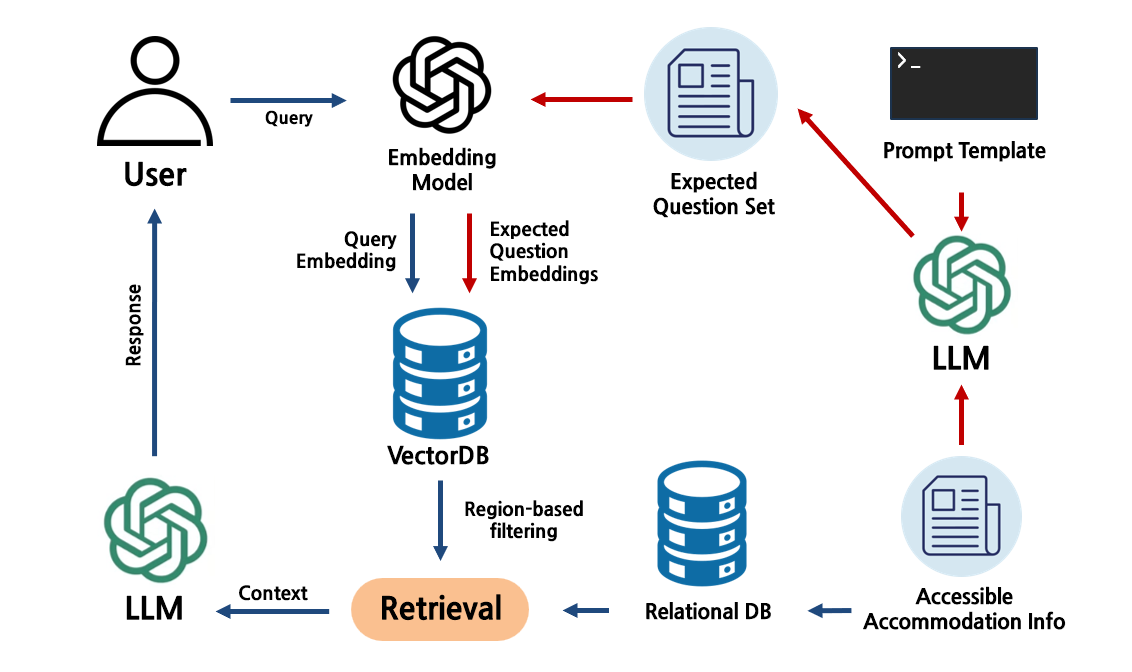 >_
Query
User
Embedding
Model
Expected
Question Set
Prompt Template
Query
Embedding
Expected
Question
Embeddings
Response
LLM
VectorDB
Region-based
filtering
LLM
Context
Retrieval
Relational DB
Accessible
Accommodation Info